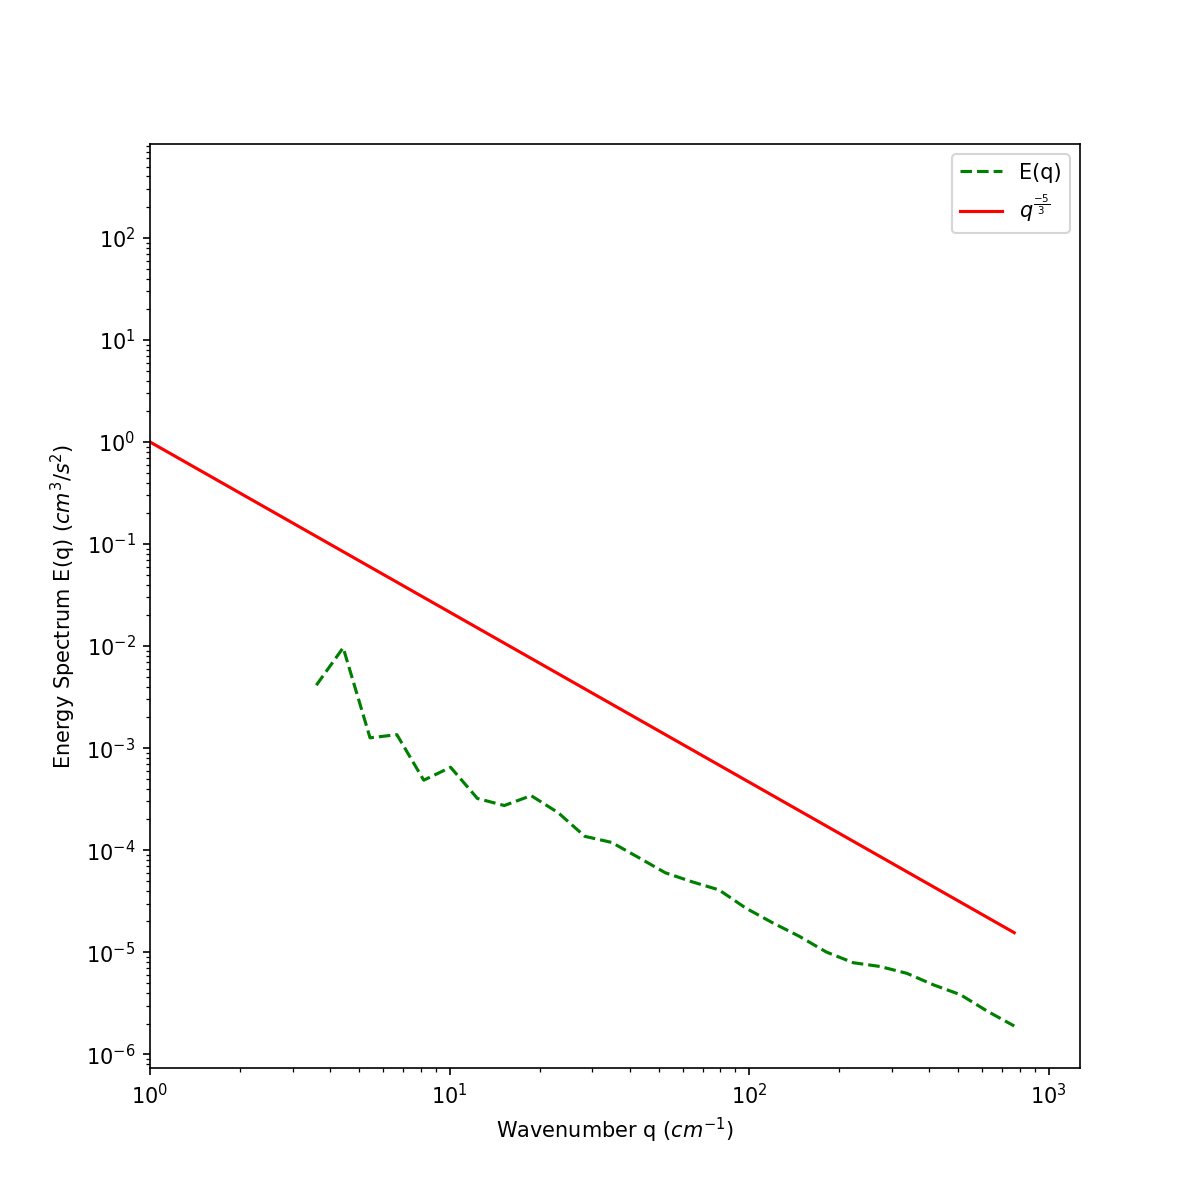 E(q)
q^{\frac{-5}{3}}
10^2
10^1
10^0
10^{-1}
10^{-2}
10^{-3}
10^{-4}
10^{-5}
10^{-6}
Energy Spectrum E(q) (cm^3/s^2)
10^0 10^1 10^2 10^3
Wavenumber q (cm^{-1})